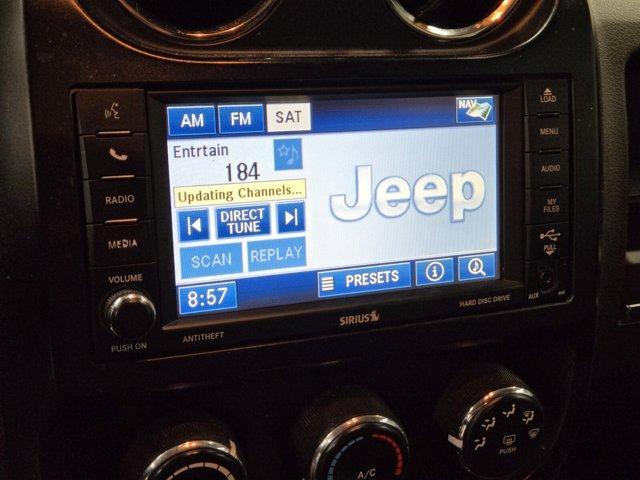 AM FM SAT NAV
Entrtain
184
Updating Channels...
DIRECT
TUNE
SCAN REPLAY
8:57
PRESETS
Jeep
RADIO
MEDIA
VOLUME
PUSH ON
ANTITHEFT
SIRIUS
HARD DISC DRIVE
LOAD
MENU
AUDIO
MY
FILES
PULL
AUX
A/C
PUSH